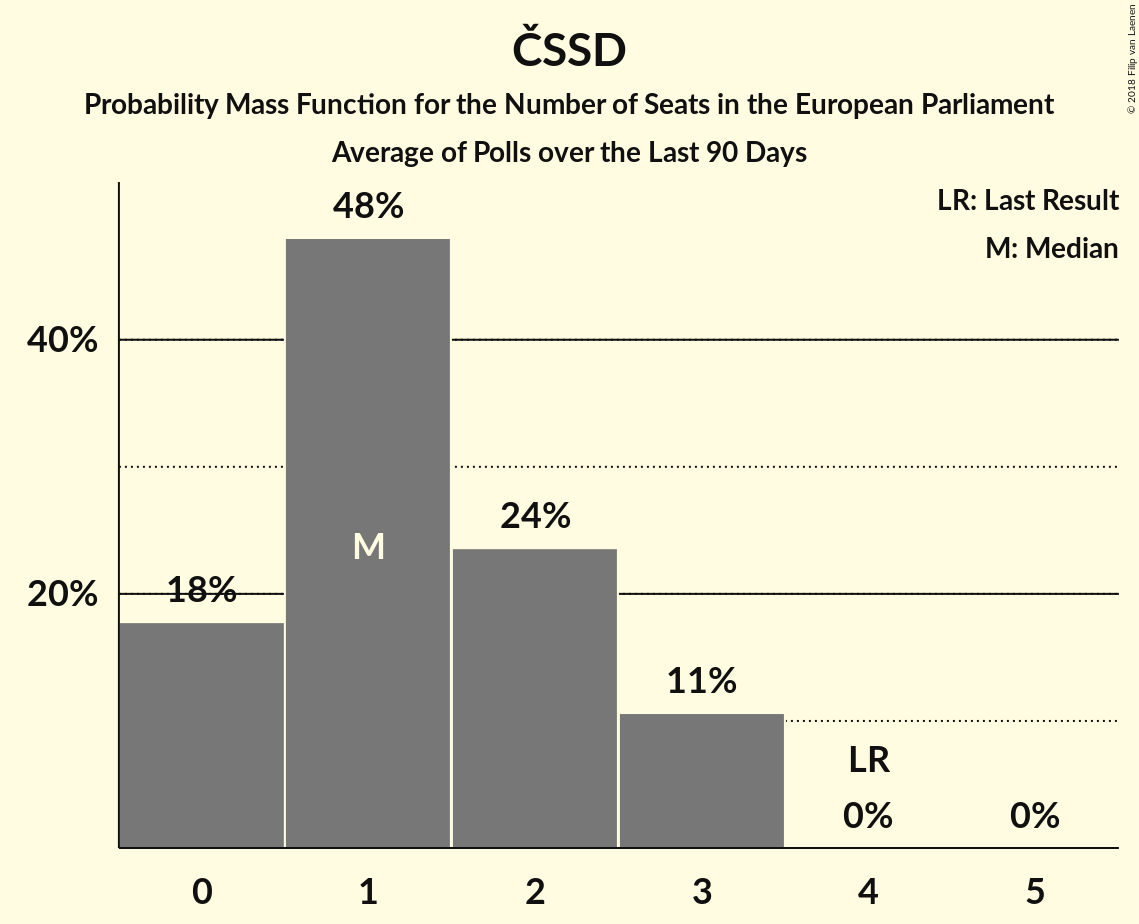 ČSSD
Probability Mass Function for the Number of Seats in the European Parliament
Average of Polls over the Last 90 Days
© 2018 Filip van Laenen
LR: Last Result
M: Median
48%
40%
M
24%
20%
18%
11%
LR
0%
0%
0
1
2
3
4
5